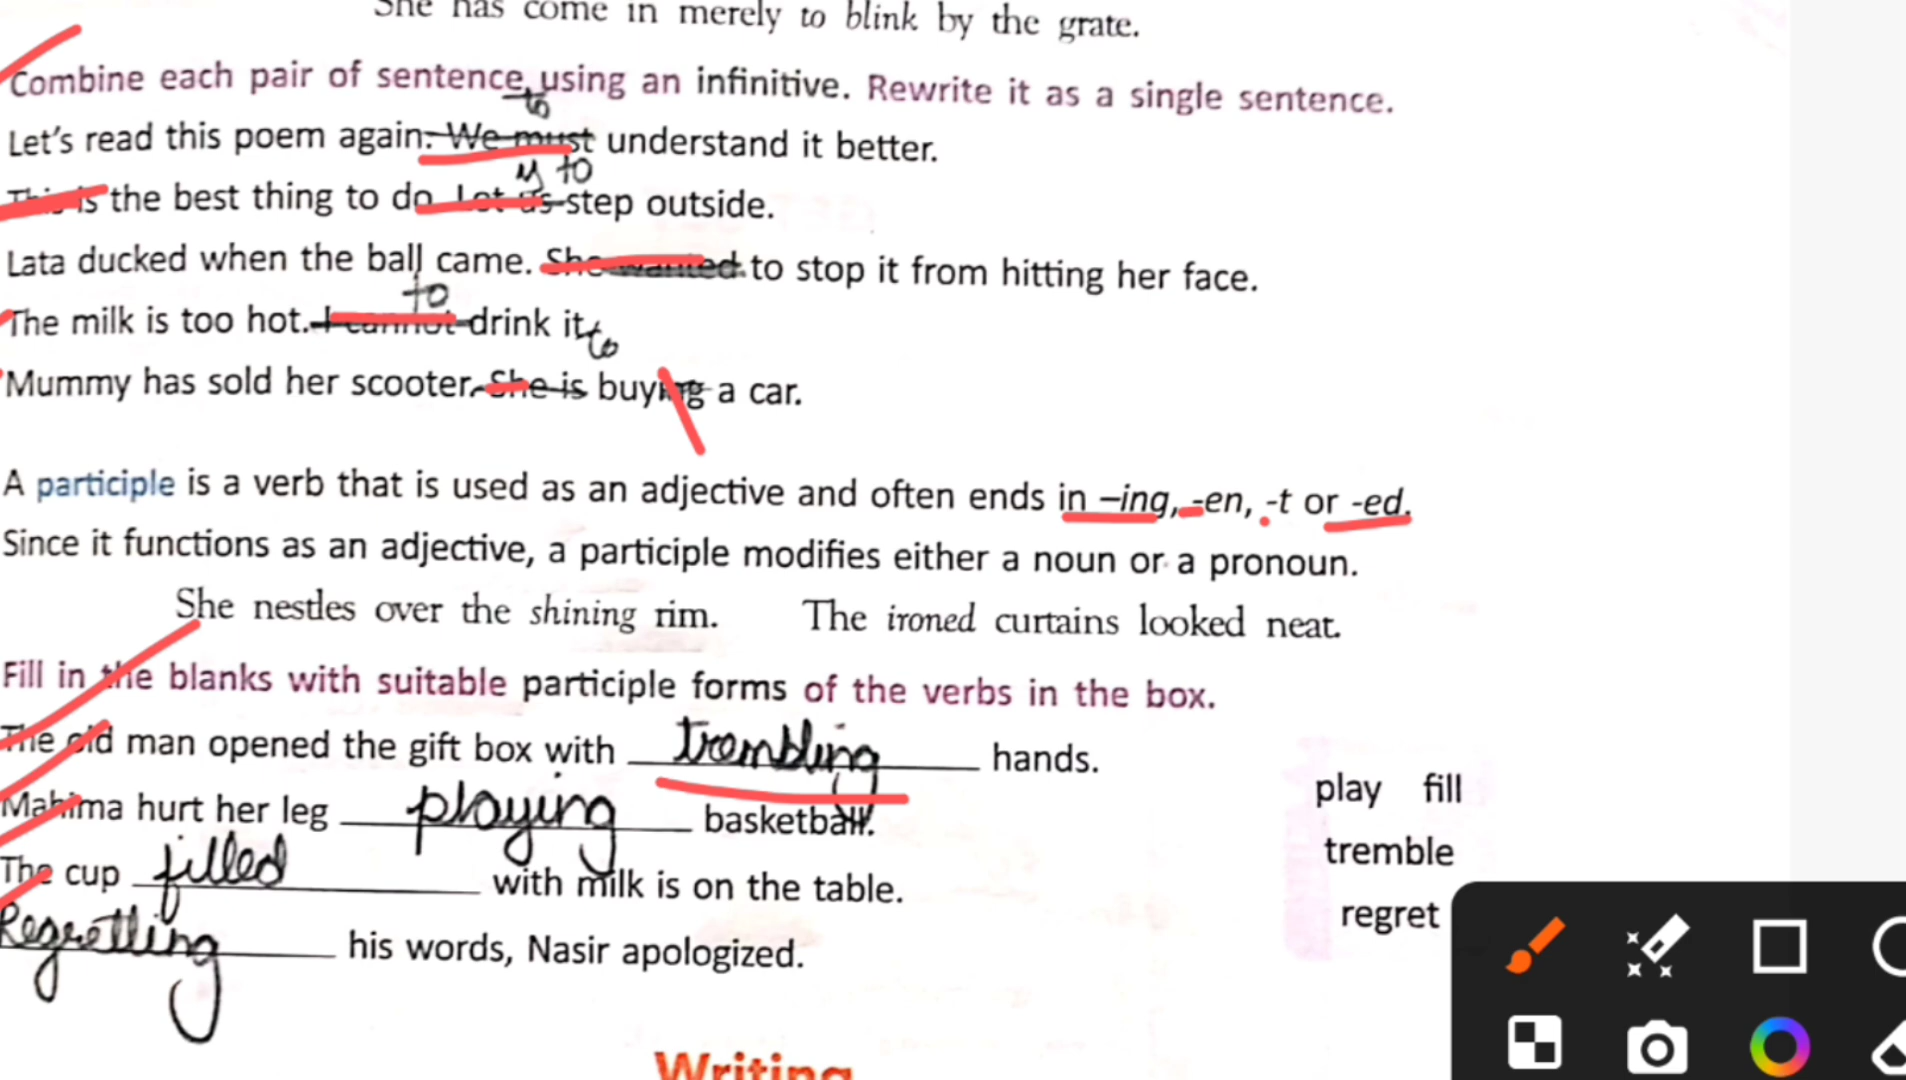 She has come in merely to blink by the grate.
Combine each pair of sentence using an infinitive. Rewrite it as a single sentence.
to
Let's read this poem again. We must understand it better.
is to
This is the best thing to do. Let us step outside.
Lata ducked when the ball came. She wanted to stop it from hitting her face.
to
The milk is too hot. I cannot drink it.
to
Mummy has sold her scooter. She is buying a car.
A participle is a verb that is used as an adjective and often ends in –ing, -en, -t or -ed.
Since it functions as an adjective, a participle modifies either a noun or a pronoun.
She nestles over the shining rim. The ironed curtains looked neat.
Fill in the blanks with suitable participle forms of the verbs in the box.
The old man opened the gift box with trembling hands.
Mahima hurt her leg playing basketball.
The cup filled with milk is on the table.
Regretting his words, Nasir apologized.
play fill
tremble
regret
Writing